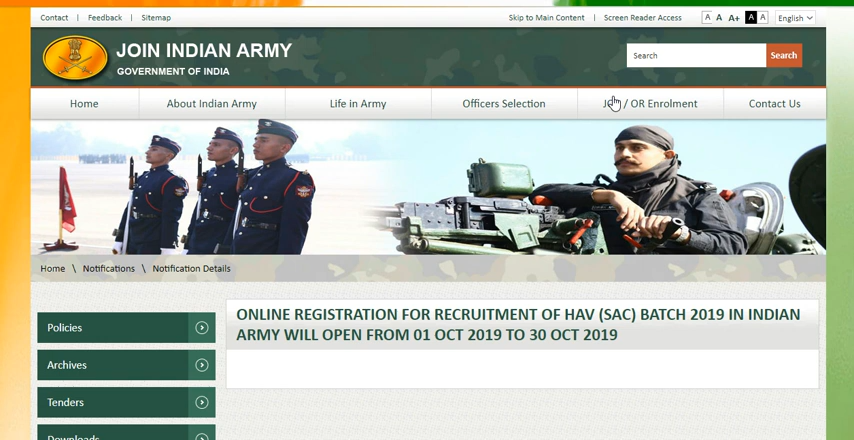 Contact | Feedback | Sitemap
Skip to Main Content | Screen Reader Access A A A+ A A English
JOIN INDIAN ARMY
GOVERNMENT OF INDIA
Search Search
Home About Indian Army Life in Army Officers Selection / OR Enrolment Contact Us
Home \ Notifications \ Notification Details
ONLINE REGISTRATION FOR RECRUITMENT OF HAV (SAC) BATCH 2019 IN INDIAN
ARMY WILL OPEN FROM 01 OCT 2019 TO 30 OCT 2019
Policies
Archives
Tenders
Downloads